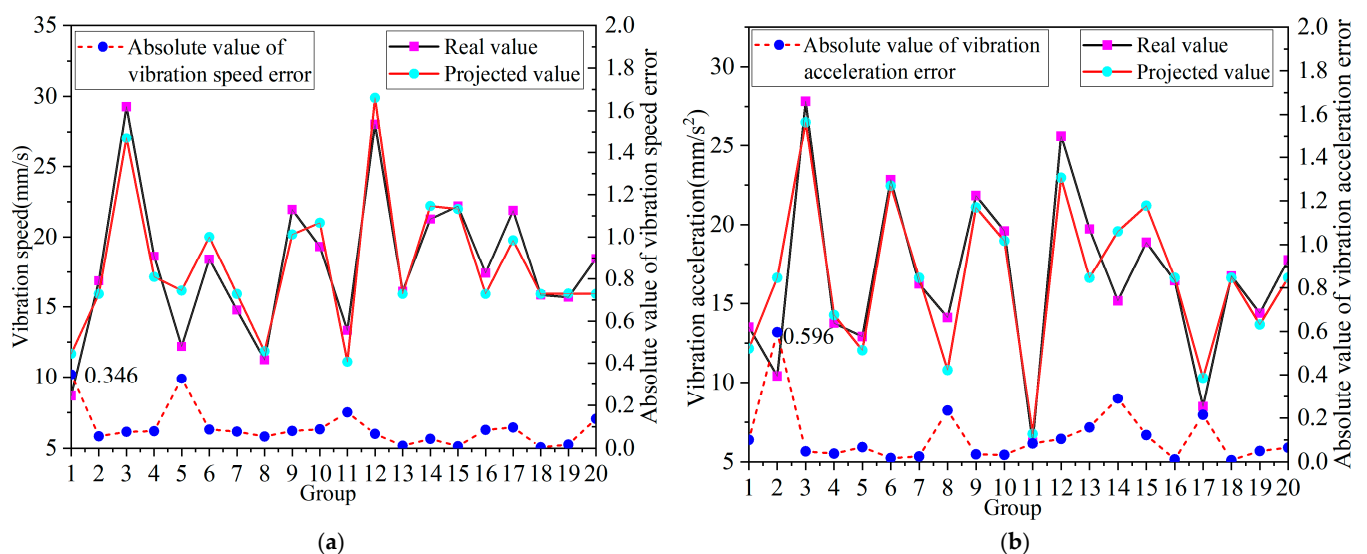 35
30
25
20
15
10
5
Vibration speed(mm/s)
Absolute value of
vibration speed error
Real value
Projected value
0.346
2.0
1.8
1.6
1.4
1.2
1.0
0.8
0.6
0.4
0.2
0.0
Absolute value of vibration speed error
1 2 3 4 5 6 7 8 9 10 11 12 13 14 15 16 17 18 19 20
Group
(a)
30
25
20
15
10
5
Vibration acceleration(mm/s²)
Absolute value of vibration
acceleration error
Real value
Projected value
0.596
2.0
1.8
1.6
1.4
1.2
1.0
0.8
0.6
0.4
0.2
0.0
Absolute value of vibration acceleration error
1 2 3 4 5 6 7 8 9 10 11 12 13 14 15 16 17 18 19 20
Group
(b)